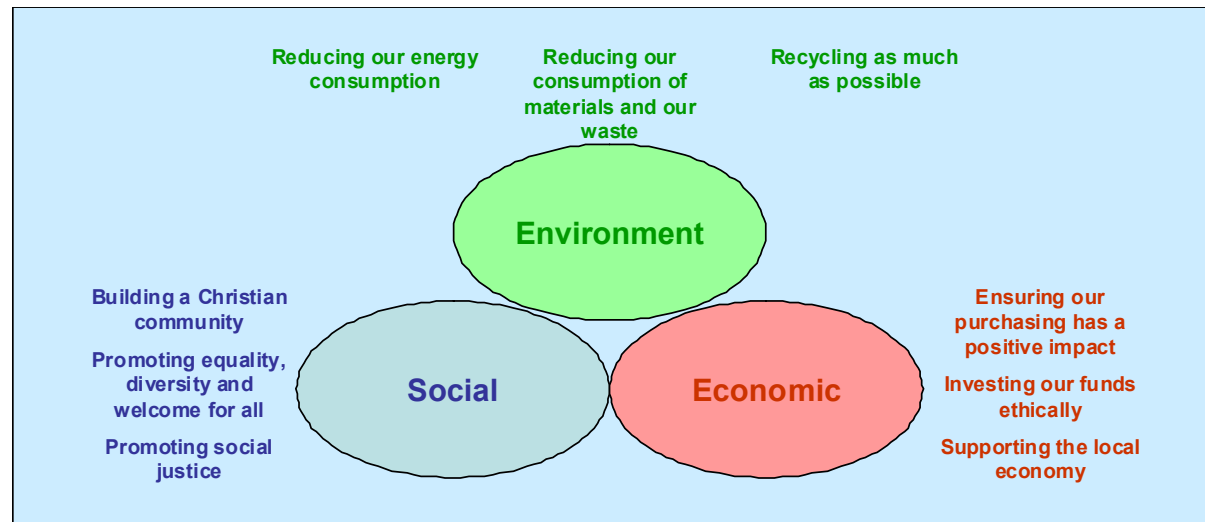 Reducing our energy
consumption
Reducing our
consumption of
materials and our
waste
Recycling as much
as possible
Environment
Building a Christian
community
Promoting equality,
diversity and
welcome for all
Promoting social
justice
Social
Economic
Ensuring our
purchasing has a
positive impact
Investing our funds
ethically
Supporting the local
economy